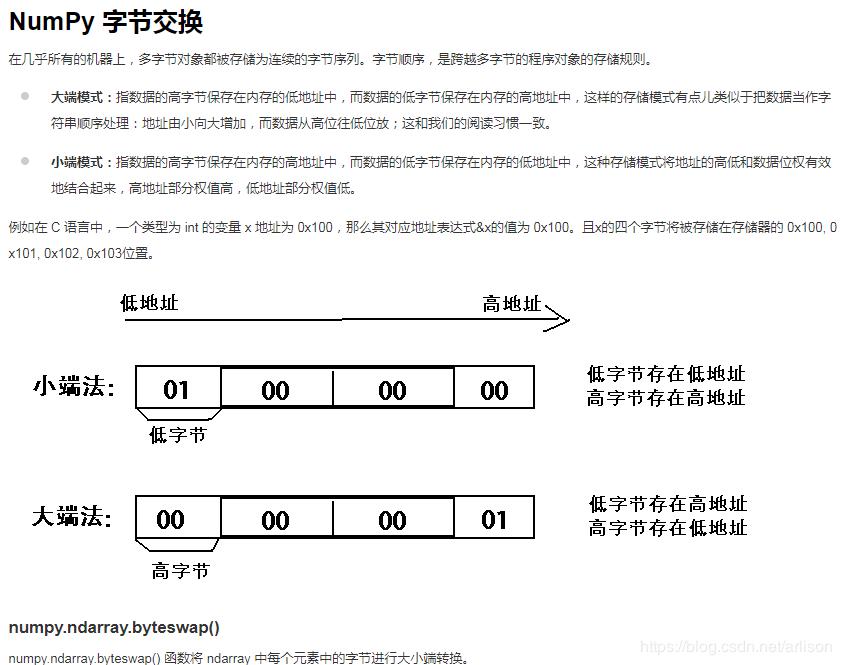 NumPy 字节交换
在几乎所有的机器上，多字节对象都被存储为连续的字节序列。字节顺序，是跨越多字节的程序对象的存储规则。
大端模式：指数据的高字节保存在内存的低地址中，而数据的低字节保存在内存的高地址中，这样的存储模式有点儿类似于把数据当作字
符串顺序处理：地址由小向大增加，而数据从高位往低位放；这和我们的阅读习惯一致。
小端模式：指数据的高字节保存在内存的高地址中，而数据的低字节保存在内存的低地址中，这种存储模式将地址的高低和数据位权有效
地结合起来，高地址部分权值高，低地址部分权值低。
例如在 C 语言中，一个类型为 int 的变量 x 地址为 0x100，那么其对应地址表达式&x的值为 0x100。且x的四个字节将被存储在存储器的 0x100, 0
x101, 0x102, 0x103位置。
低地址 高地址
小端法: 01 00 00 00 低字节存在低地址
高字节存在高地址
低字节
大端法: 00 00 00 01 低字节存在高地址
高字节存在低地址
高字节
numpy.ndarray.byteswap()
numpy.ndarray.byteswap() 函数将 ndarray 中每个元素中的字节进行大小端转换。
https://blog.csdn.net/arlison